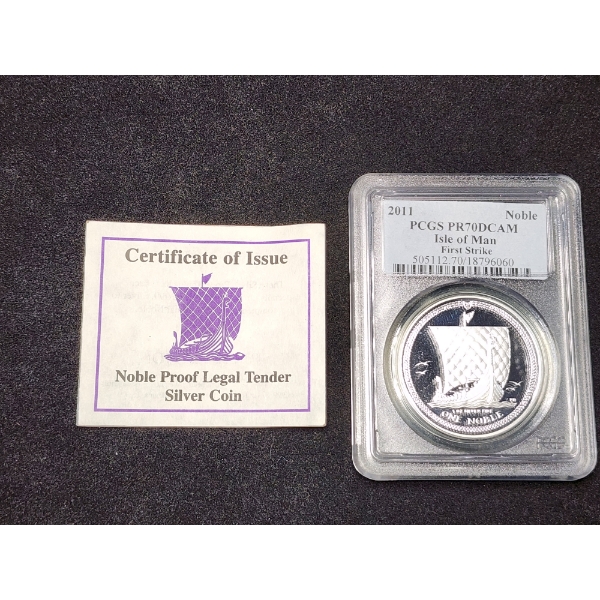 Certificate of Issue
Noble Proof Legal Tender
Silver Coin
2011 Noble
PCGS PR70DCAM
Isle of Man
First Strike
505112.70/18796060
ONE NOBLE